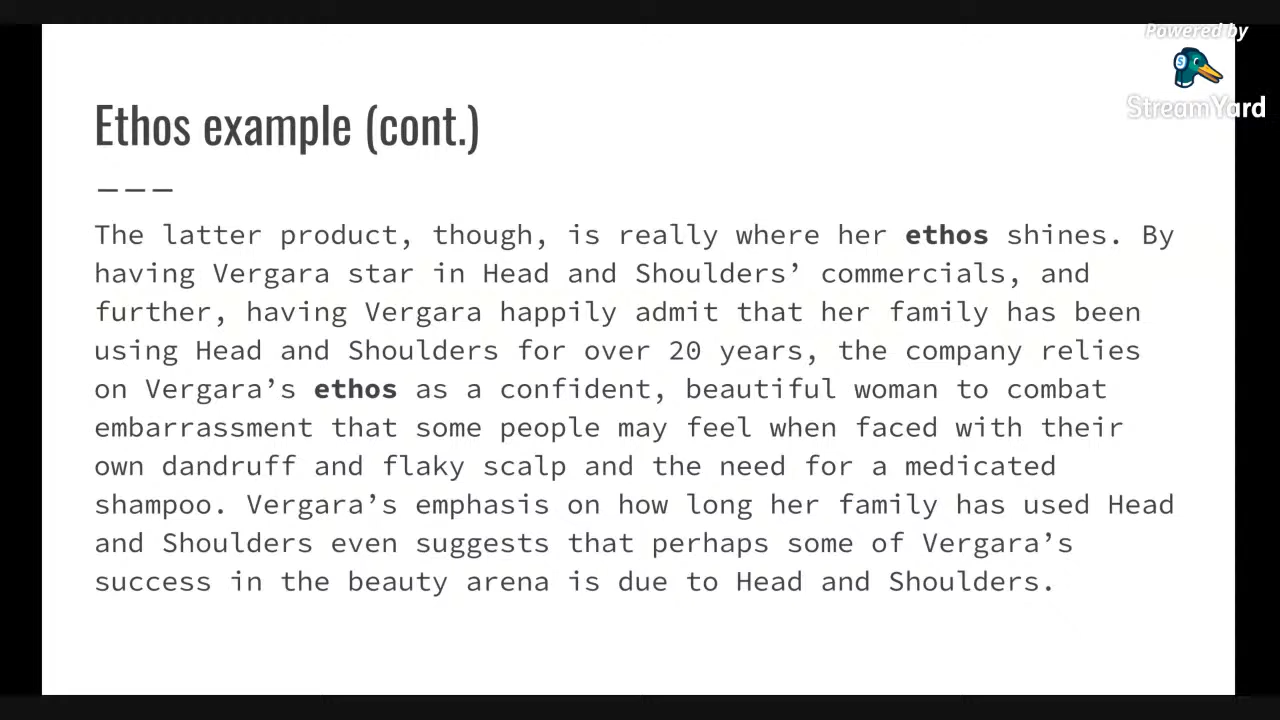 Powered by
StreamYard
Ethos example (cont.)
The latter product, though, is really where her ethos shines. By
having Vergara star in Head and Shoulders’ commercials, and
further, having Vergara happily admit that her family has been
using Head and Shoulders for over 20 years, the company relies
on Vergara’s ethos as a confident, beautiful woman to combat
embarrassment that some people may feel when faced with their
own dandruff and flaky scalp and the need for a medicated
shampoo. Vergara’s emphasis on how long her family has used Head
and Shoulders even suggests that perhaps some of Vergara’s
success in the beauty arena is due to Head and Shoulders.